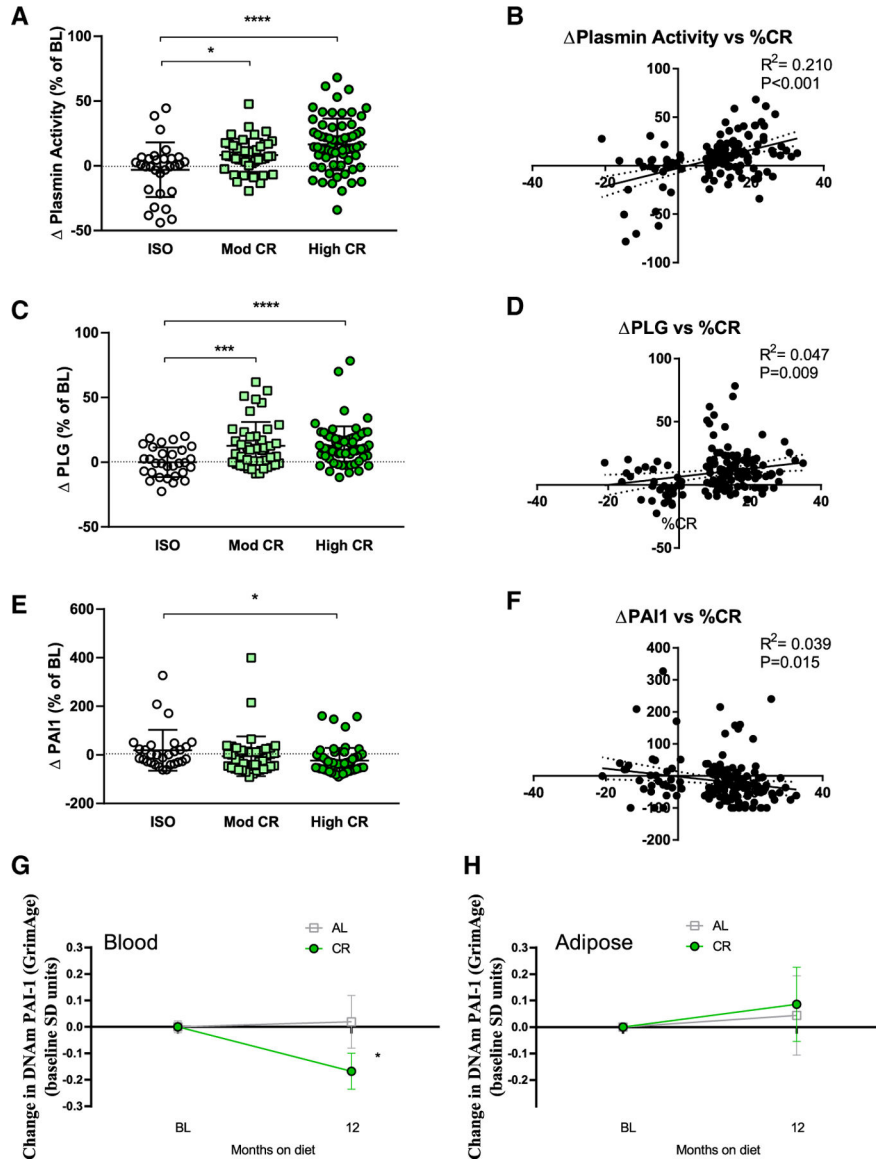 A
Δ Plasmin Activity (% of BL)
100
50
0
-50
****
*
ISO
Mod CR
High CR
B
ΔPlasmin Activity vs %CR
R²= 0.210
P<0.001
100
50
-40
-20
20
40
-50
-100
C
Δ PLG (% of BL)
100
50
0
-50
****
***
ISO
Mod CR
High CR
D
ΔPLG vs %CR
R²= 0.047
P=0.009
100
50
-40
-20
20
40
%CR
-50
E
Δ PAI1 (% of BL)
600
400
200
0
-200
*
ISO
Mod CR
High CR
F
ΔPAI1 vs %CR
R²= 0.039
P=0.015
400
300
200
100
-40
-20
20
40
-100
-200
G
Change in DNAm PAI-1 (GrimAge)
(baseline SD units)
Blood
AL
CR
0.3
0.2
0.1
0.0
-0.1
-0.2
-0.3
*
BL
12
Months on diet
H
Change in DNAm PAI-1 (GrimAge)
(baseline SD units)
Adipose
AL
CR
0.3
0.2
0.1
0.0
-0.1
-0.2
BL
12
Months on diet